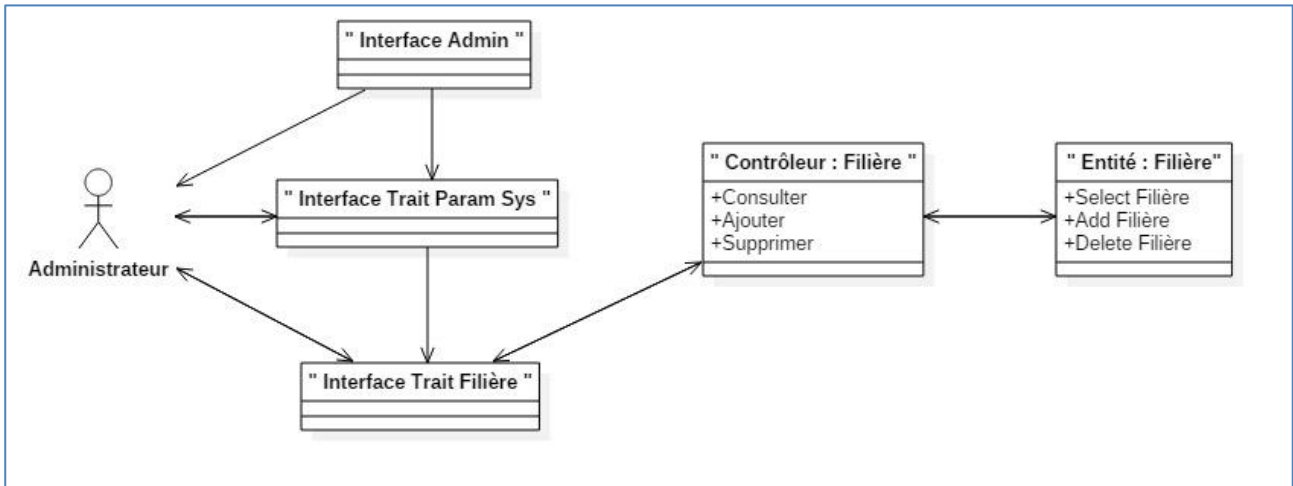 " Interface Admin "
" Contrôleur : Filière "
+Consulter
+Ajouter
+Supprimer
" Entité : Filière"
+Select Filière
+Add Filière
+Delete Filière
" Interface Trait Param Sys "
Administrateur
" Interface Trait Filière "